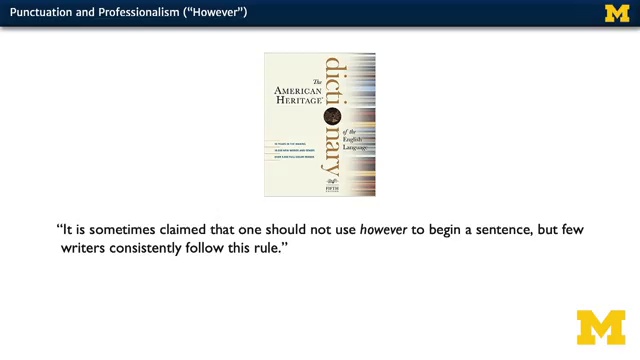 Punctuation and Professionalism (“However”)
M
The
AMERICAN
HERITAGE
dictionary
of the
English
Language
FIFTH
“It is sometimes claimed that one should not use however to begin a sentence, but few
writers consistently follow this rule.”
M